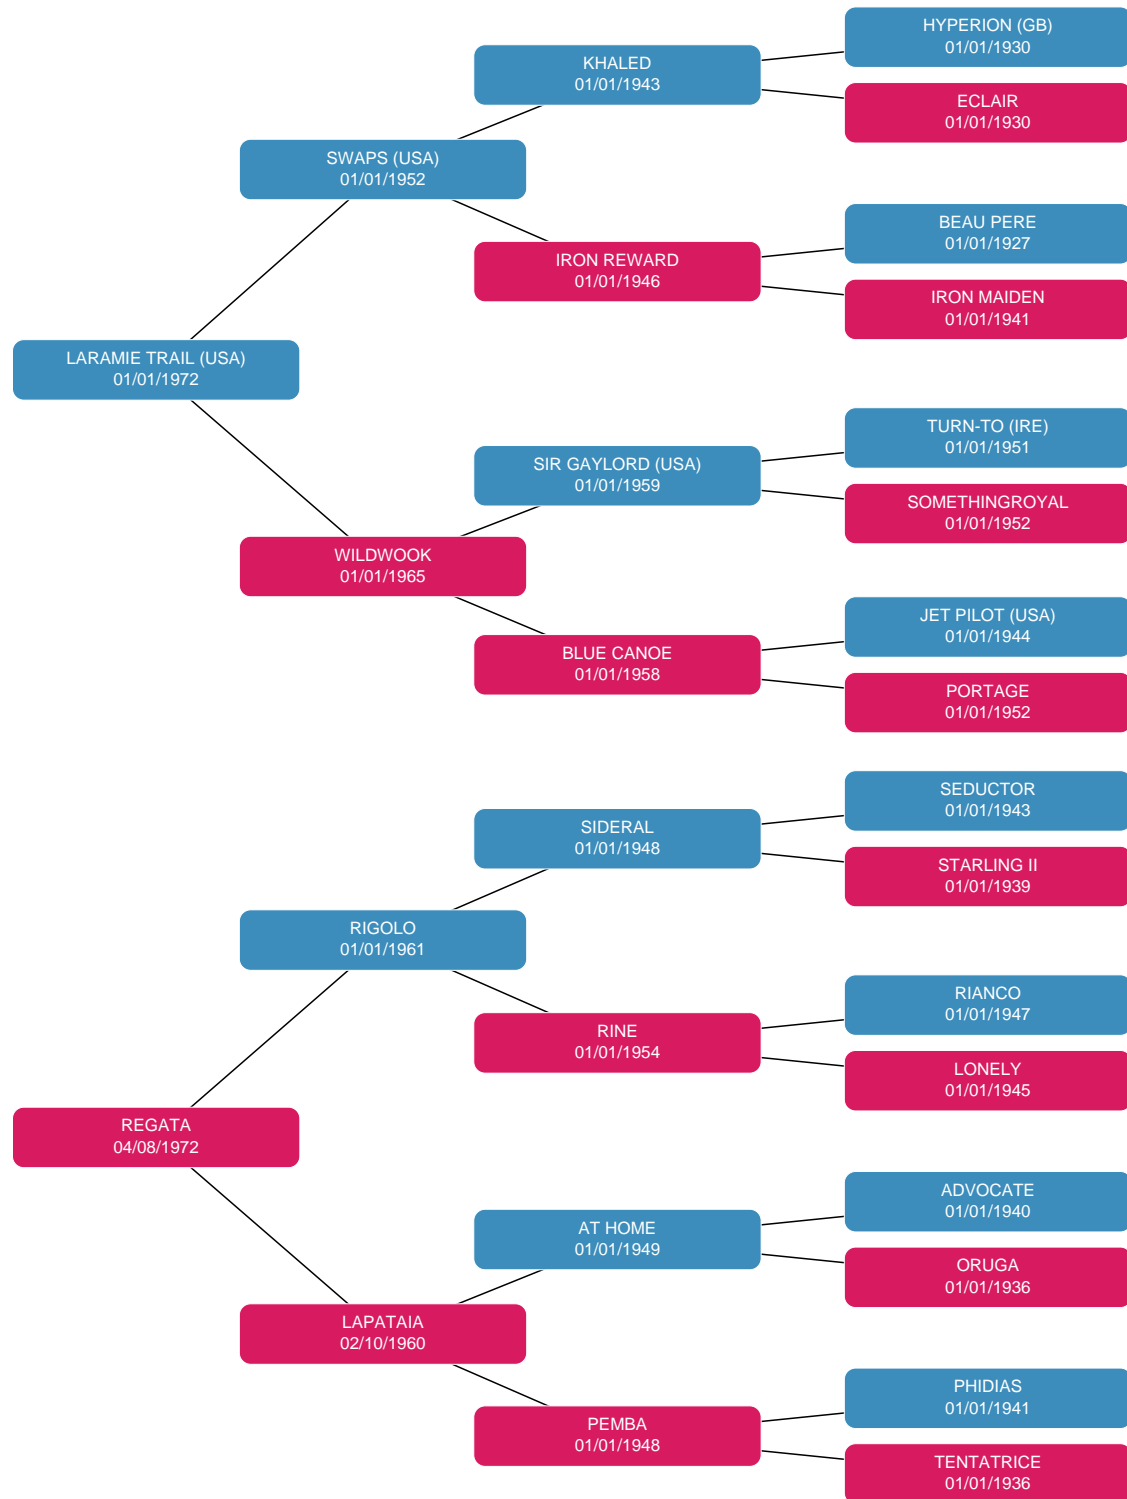 HYPERION (GB)
01/01/1930
KHALED
01/01/1943
ECLAIR
01/01/1930
SWAPS (USA)
01/01/1952
BEAU PERE
01/01/1927
IRON REWARD
01/01/1946
IRON MAIDEN
01/01/1941
LARAMIE TRAIL (USA)
01/01/1972
TURN-TO (IRE)
01/01/1951
SIR GAYLORD (USA)
01/01/1959
SOMETHINGROYAL
01/01/1952
WILDWOOK
01/01/1965
JET PILOT (USA)
01/01/1944
BLUE CANOE
01/01/1958
PORTAGE
01/01/1952
SEDUCTOR
01/01/1943
SIDERAL
01/01/1948
STARLING II
01/01/1939
RIGOLO
01/01/1961
RIANCO
01/01/1947
RINE
01/01/1954
LONELY
01/01/1945
REGATA
04/08/1972
ADVOCATE
01/01/1940
AT HOME
01/01/1949
ORUGA
01/01/1936
LAPATAIA
02/10/1960
PHIDIAS
01/01/1941
PEMBA
01/01/1948
TENTATRICE
01/01/1936